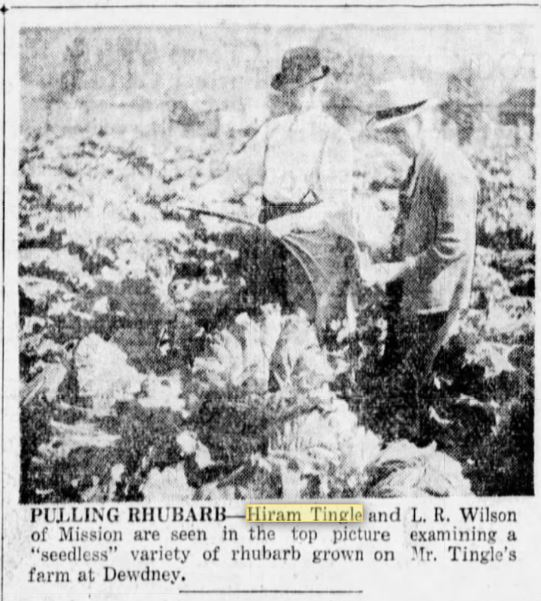 PULLING RHUBARB—Hiram Tingle and L. R. Wilson
of Mission are seen in the top picture examining a
"seedless" variety of rhubarb grown on Mr. Tingle's
farm at Dewdney.